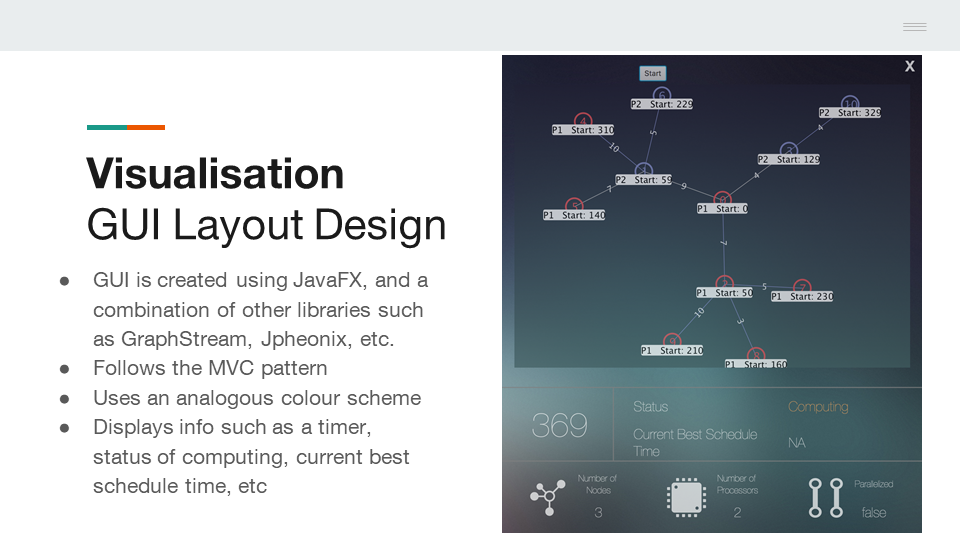 Visualisation
GUI Layout Design
● GUI is created using JavaFX, and a
combination of other libraries such
as GraphStream, Jpheonix, etc.
● Follows the MVC pattern
● Uses an analogous colour scheme
● Displays info such as a timer,
status of computing, current best
schedule time, etc
X
Start
6
P2 Start: 229
10
P2 Start: 329
4
P1 Start: 310
5
4
10
3
P2 Start: 129
P2 Start: 59
7
9
4
5
P1 Start: 140
0
P1 Start: 0
7
P1 Start: 50
5
7
P1 Start: 230
10
3
9
P1 Start: 210
8
P1 Start: 160
369
Status
Computing
Current Best Schedule
Time
NA
Number of
Nodes
3
Number of
Processors
2
Parallelized
false